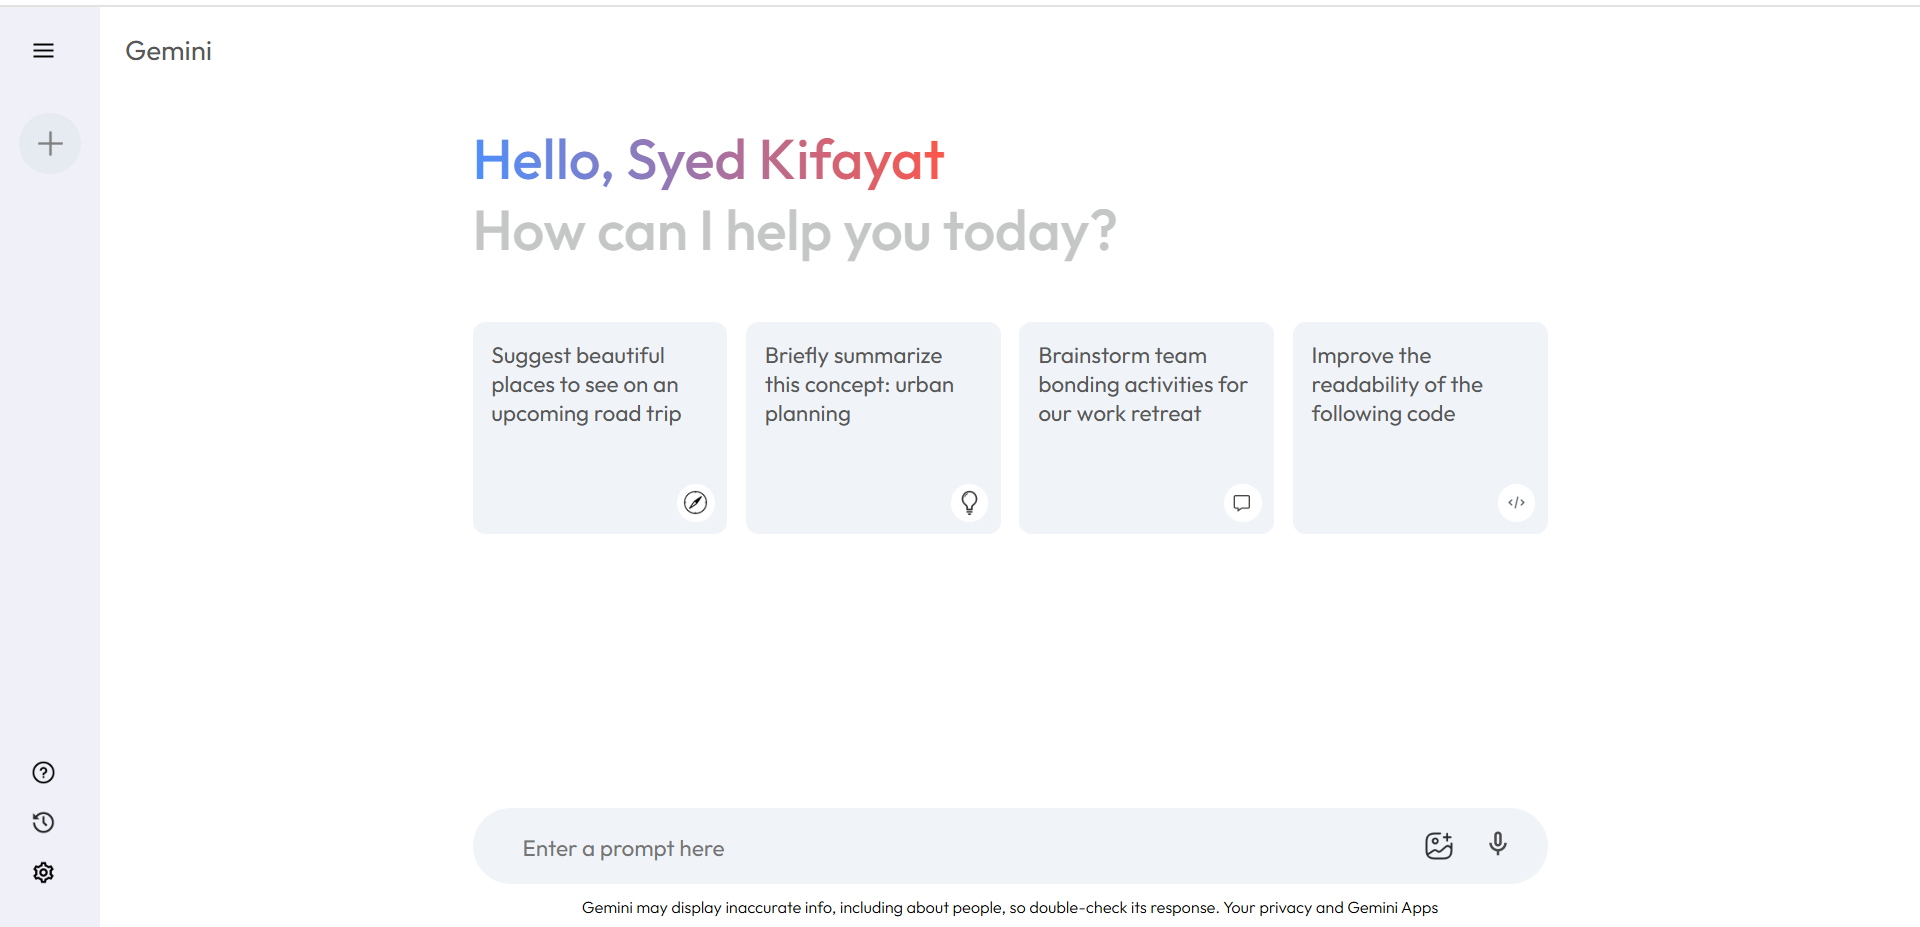 Gemini
Hello, Syed Kifayat
How can I help you today?
Suggest beautiful
places to see on an
upcoming road trip
Briefly summarize
this concept: urban
planning
Brainstorm team
bonding activities for
our work retreat
Improve the
readability of the
following code
Enter a prompt here
Gemini may display inaccurate info, including about people, so double-check its response. Your privacy and Gemini Apps